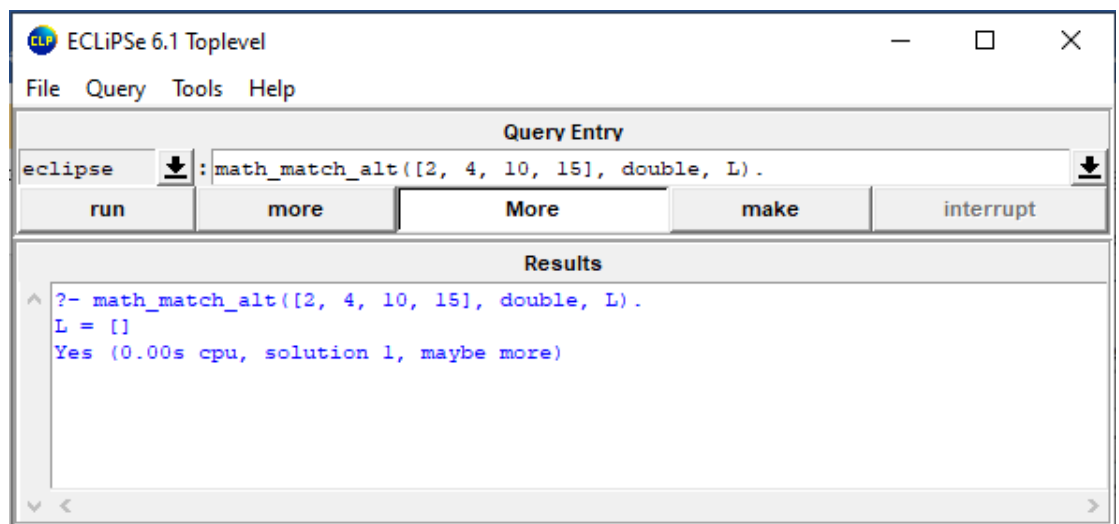 CLP ECLiPSe 6.1 Toplevel
File Query Tools Help
Query Entry
eclipse : math_match_alt([2, 4, 10, 15], double, L).
run more More make interrupt
Results
?- math_match_alt([2, 4, 10, 15], double, L).
L = []
Yes (0.00s cpu, solution 1, maybe more)